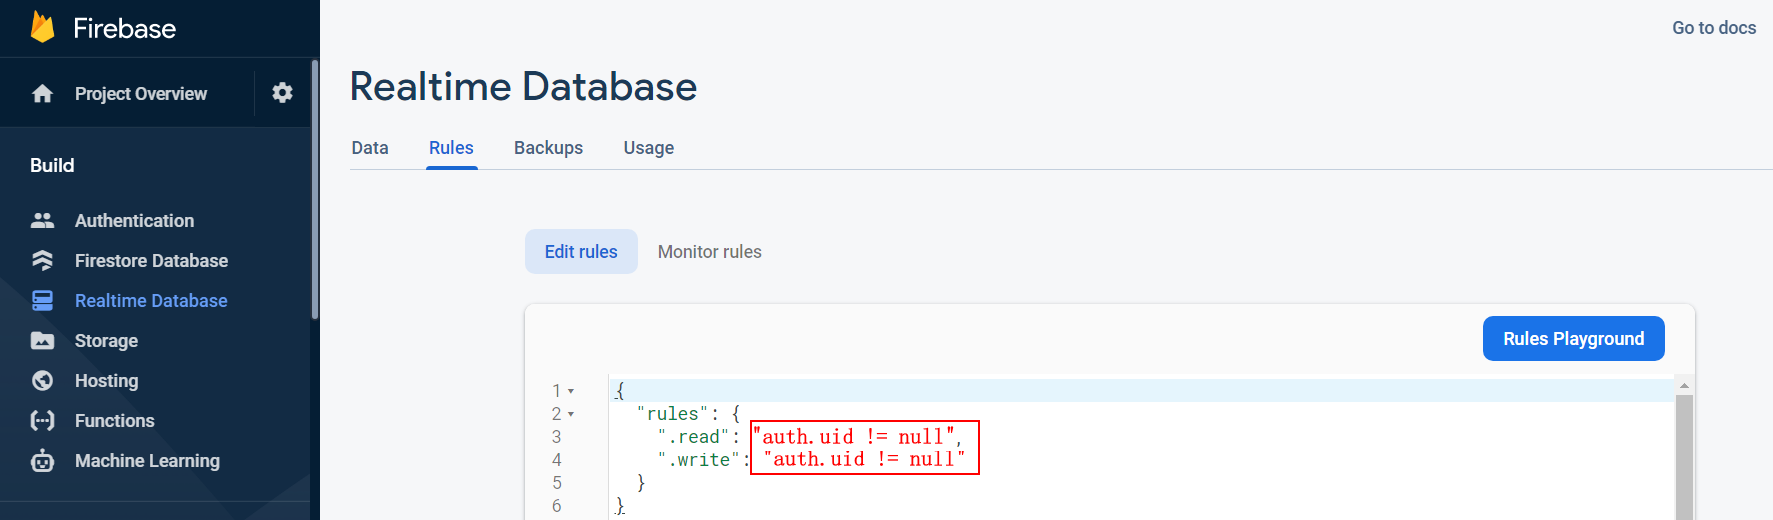 Firebase
Project Overview
Build
Authentication
Firestore Database
Realtime Database
Storage
Hosting
Functions
Machine Learning
Go to docs
Realtime Database
Data Rules Backups Usage
Edit rules Monitor rules
Rules Playground
1 {
2 "rules": {
3 ".read": "auth.uid != null",
4 ".write": "auth.uid != null"
5 }
6 }